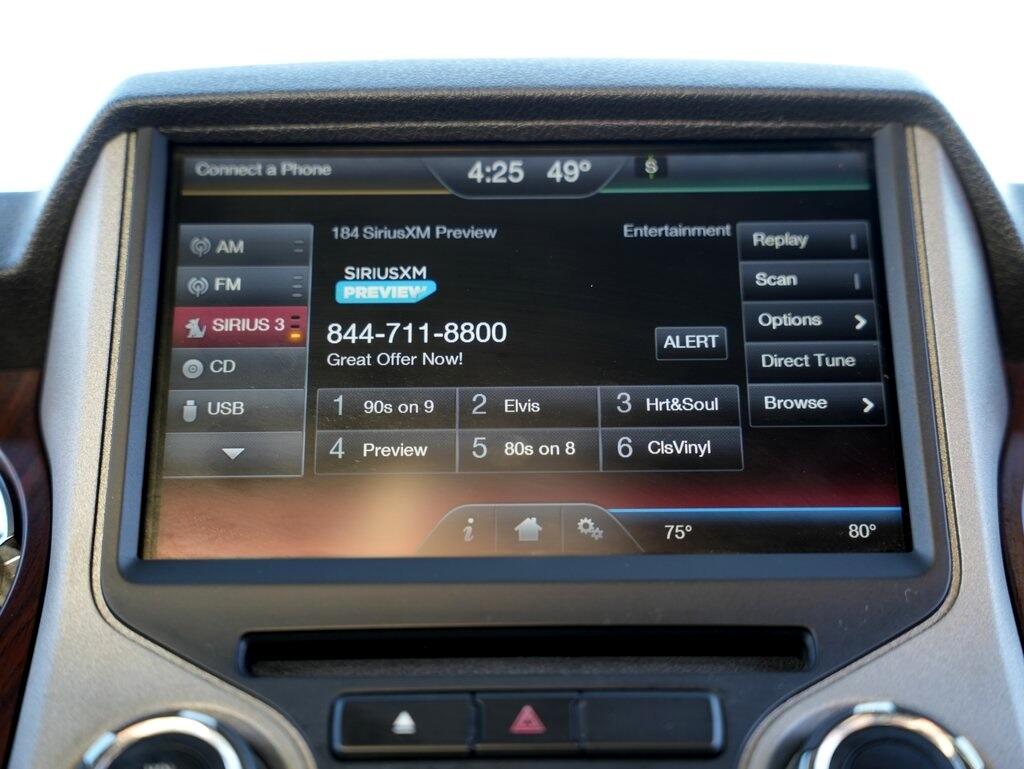 Connect a Phone 4:25 49° $
184 SiriusXM Preview Entertainment
AM
FM
SIRIUS 3
CD
USB
SIRIUSXM
PREVIEW
844-711-8800
Great Offer Now!
ALERT
1 90s on 9 2 Elvis 3 Hrt&Soul
4 Preview 5 80s on 8 6 ClsVinyl
Replay
Scan
Options
Direct Tune
Browse
i 75° 80°